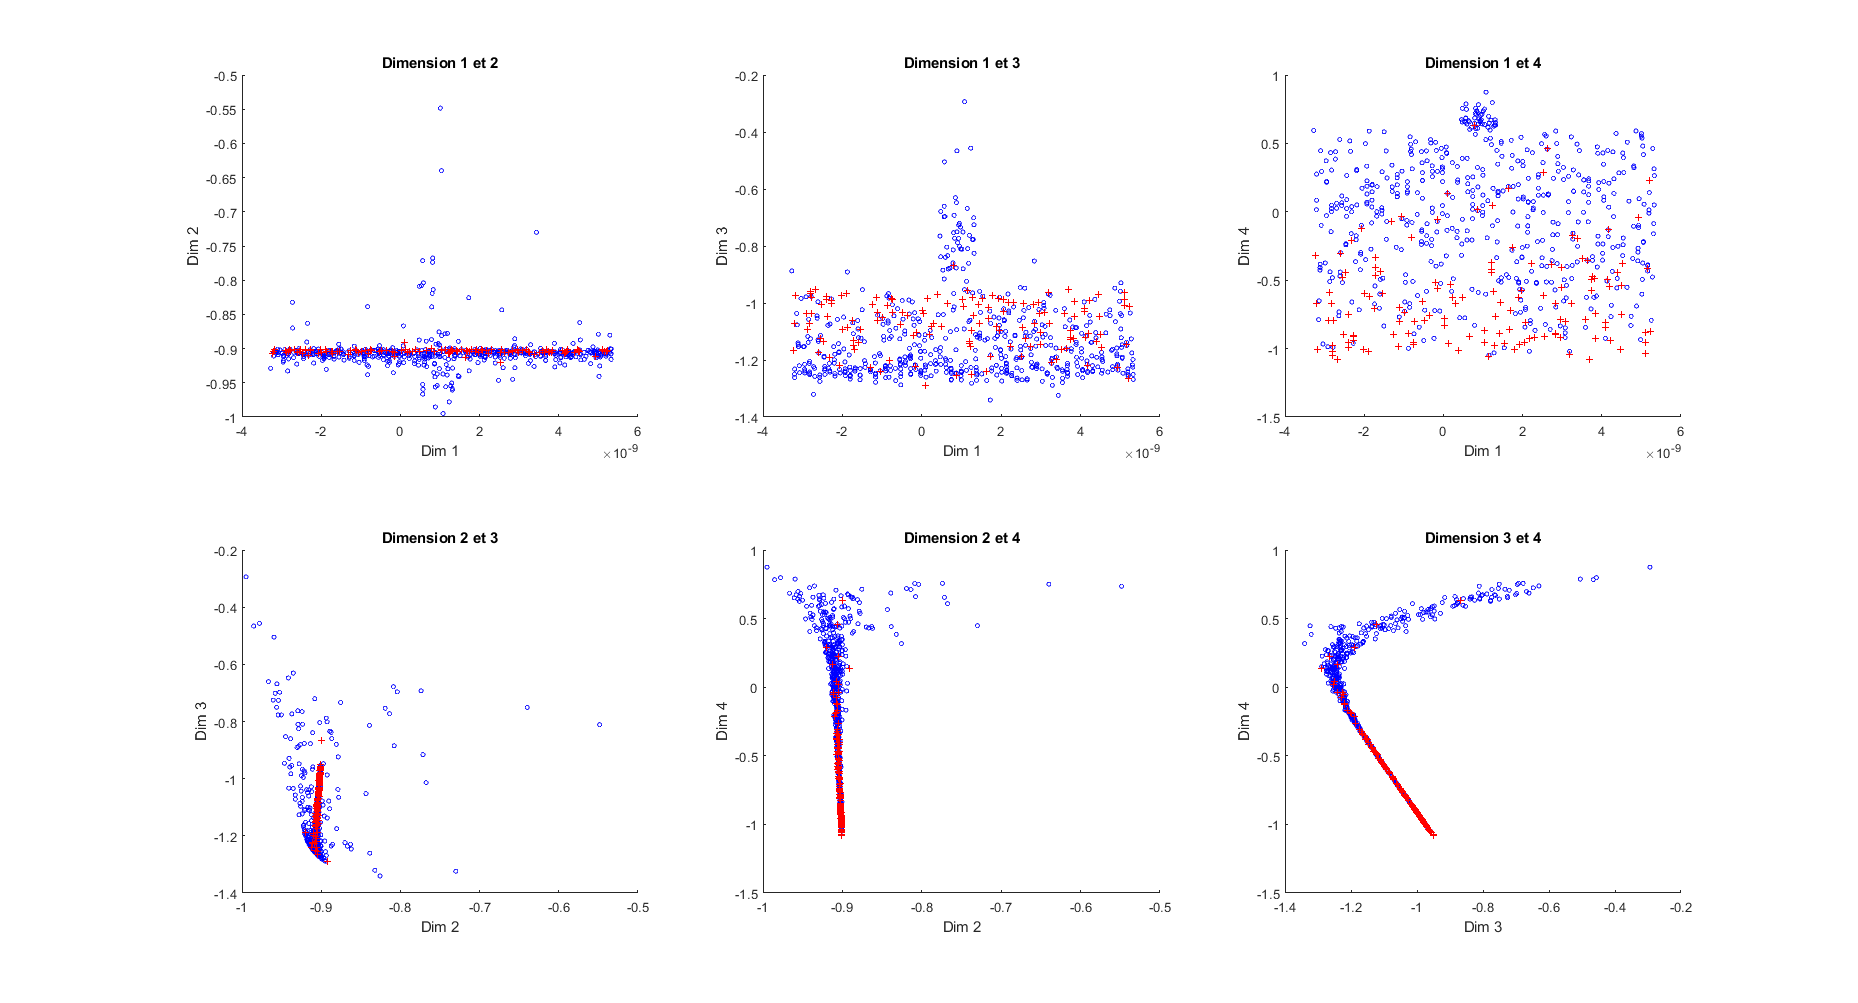 Dimension 1 et 2
-0.5
-0.55
-0.6
-0.65
-0.7
-0.75
-0.8
-0.85
-0.9
-0.95
-1
Dim 2
-4 -2 0 2 4 6
Dim 1
×10-9
Dimension 1 et 3
-0.2
-0.4
-0.6
-0.8
-1
-1.2
-1.4
Dim 3
-4 -2 0 2 4 6
Dim 1
×10-9
Dimension 1 et 4
1
0.5
0
-0.5
-1
-1.5
Dim 4
-4 -2 0 2 4 6
Dim 1
×10-9
Dimension 2 et 3
-0.2
-0.4
-0.6
-0.8
-1
-1.2
-1.4
Dim 3
-1 -0.9 -0.8 -0.7 -0.6 -0.5
Dim 2
Dimension 2 et 4
1
0.5
0
-0.5
-1
-1.5
Dim 4
-1 -0.9 -0.8 -0.7 -0.6 -0.5
Dim 2
Dimension 3 et 4
1
0.5
0
-0.5
-1
-1.5
Dim 4
-1.4 -1.2 -1 -0.8 -0.6 -0.4 -0.2
Dim 3